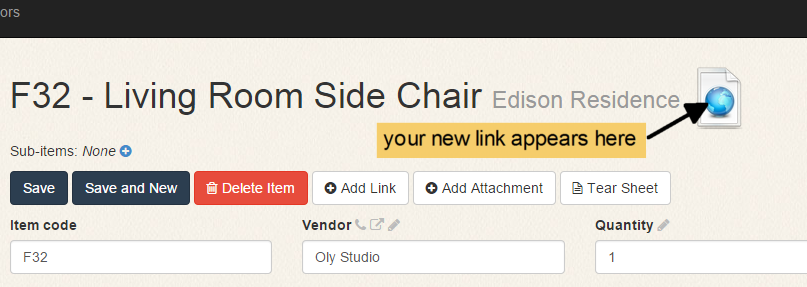 ors
F32 - Living Room Side Chair Edison Residence
your new link appears here
Sub-items: None
Save Save and New Delete Item Add Link Add Attachment Tear Sheet
Item code Vendor Quantity
F32 Oly Studio 1